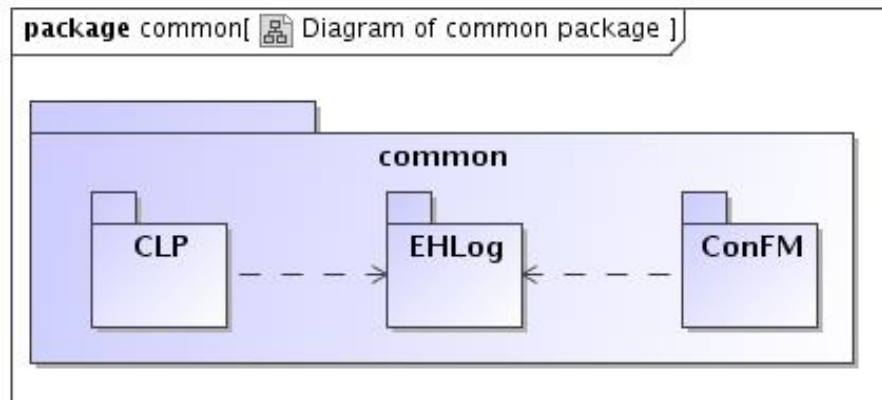 package common[ Diagram of common package ]
common
CLP
EHLog
ConFM